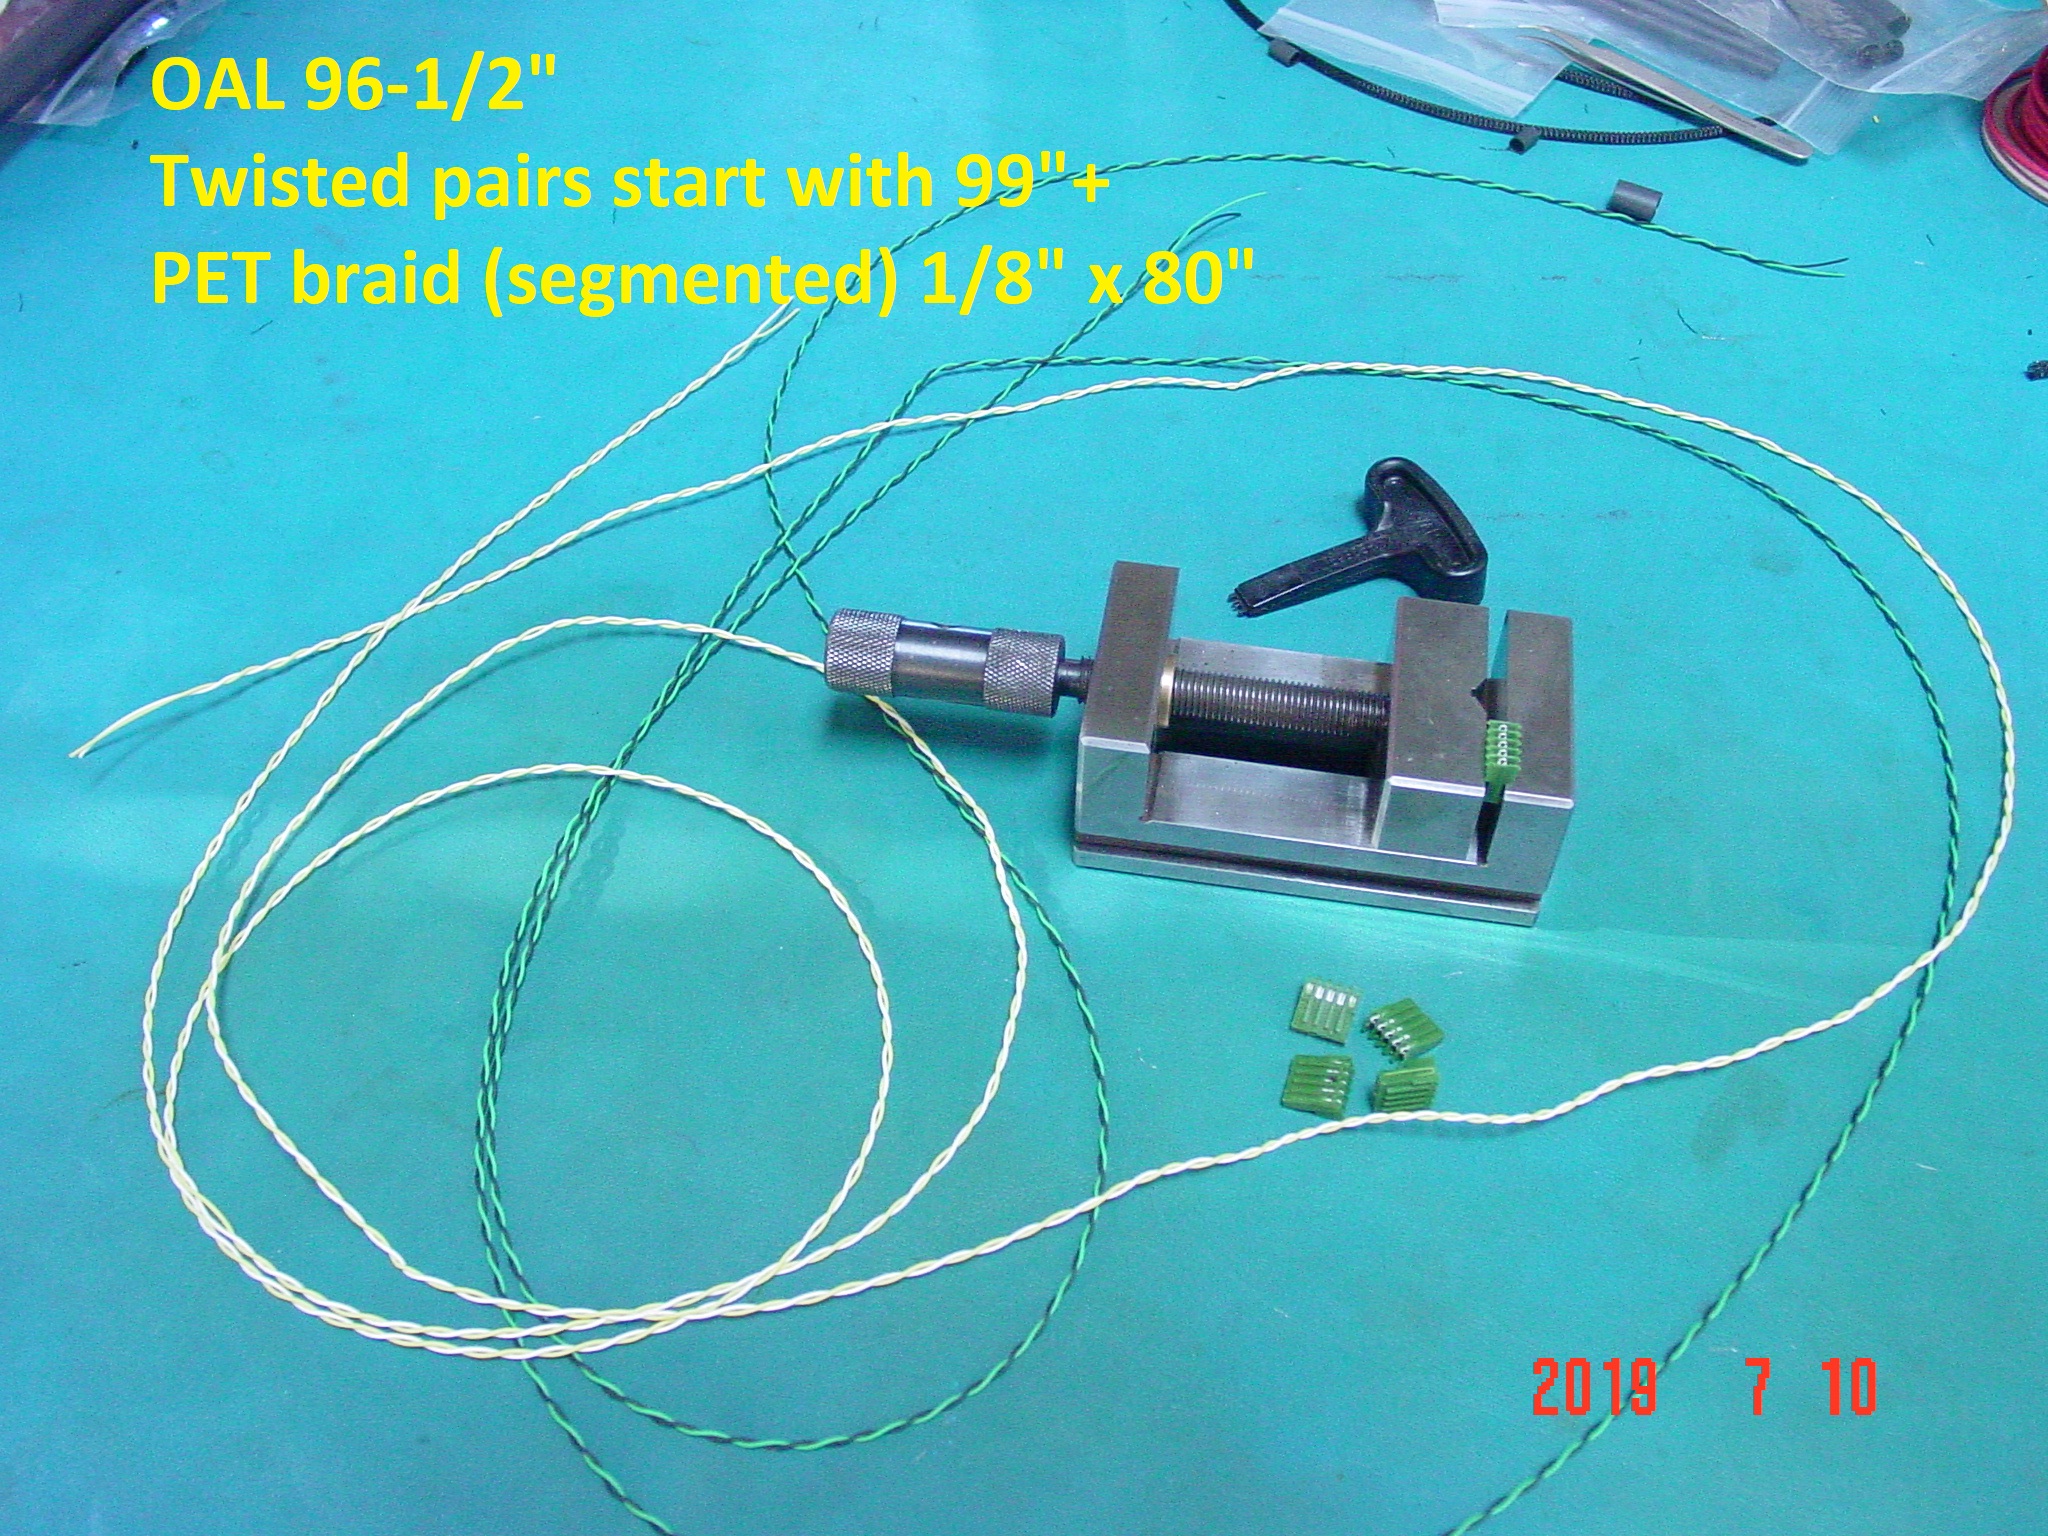 OAL 96-1/2"
Twisted pairs start with 99"+
PET braid (segmented) 1/8" x 80"
2019 7 10